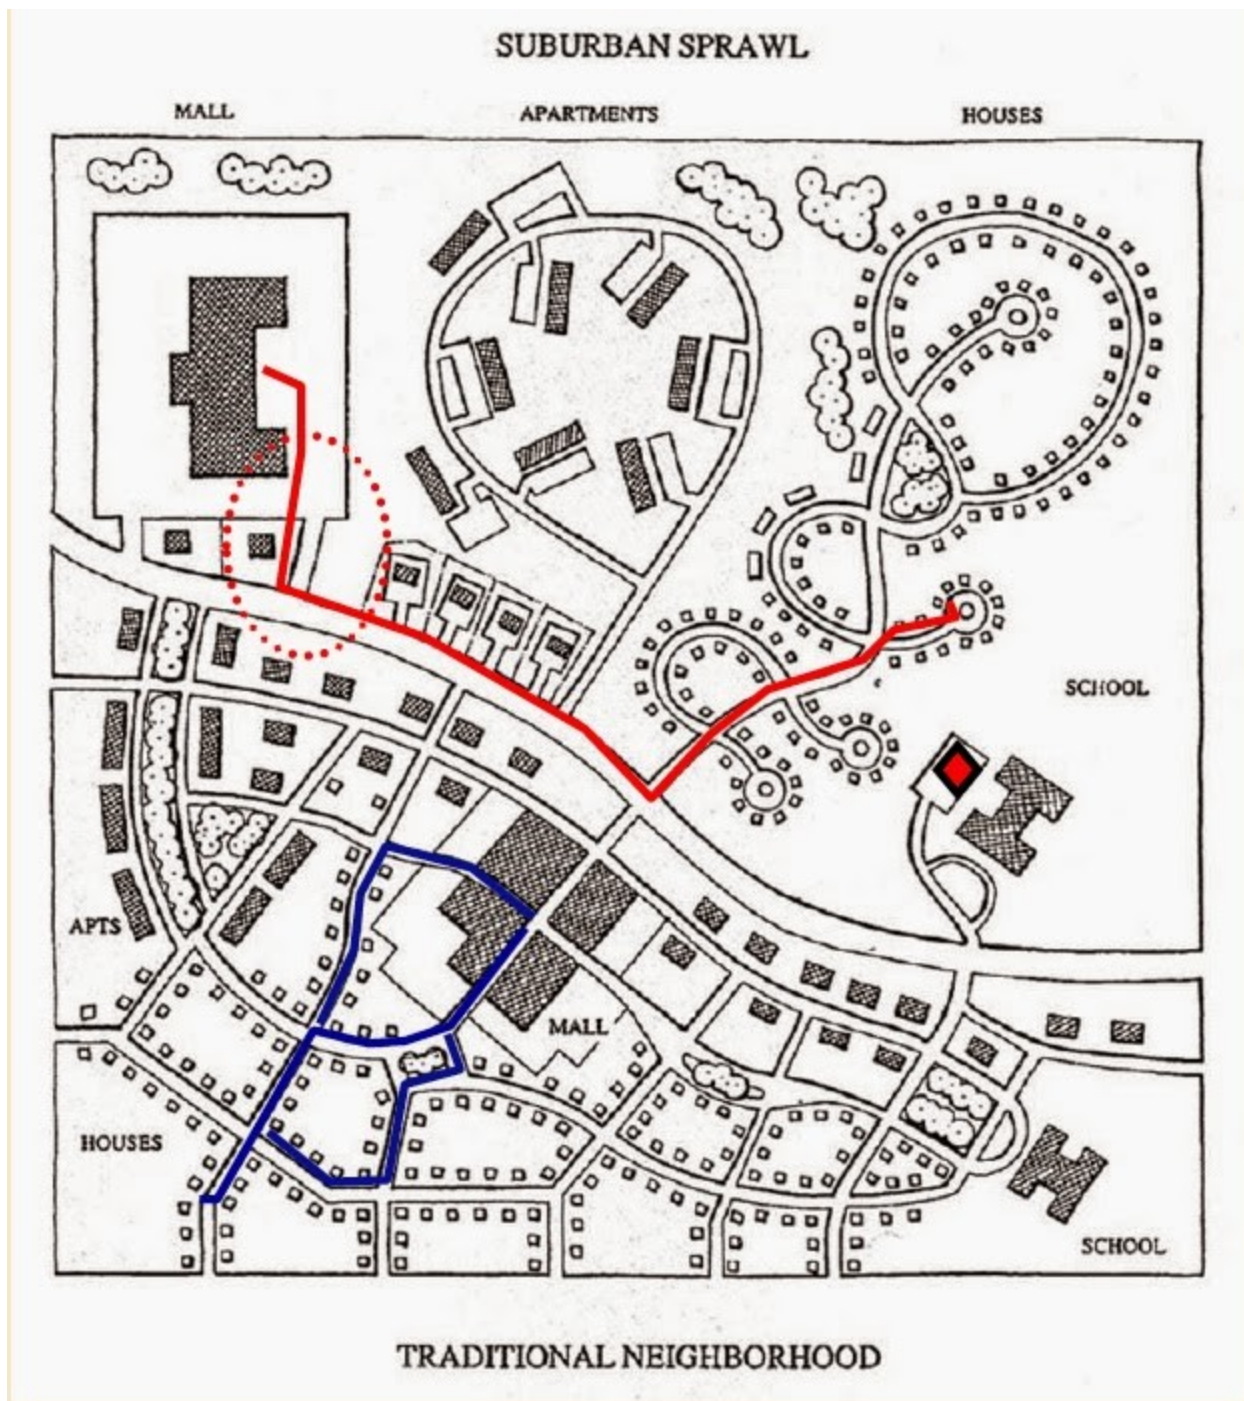 SUBURBAN SPRAWL
MALL
APARTMENTS
HOUSES
SCHOOL
APTS
MALL
HOUSES
SCHOOL
TRADITIONAL NEIGHBORHOOD